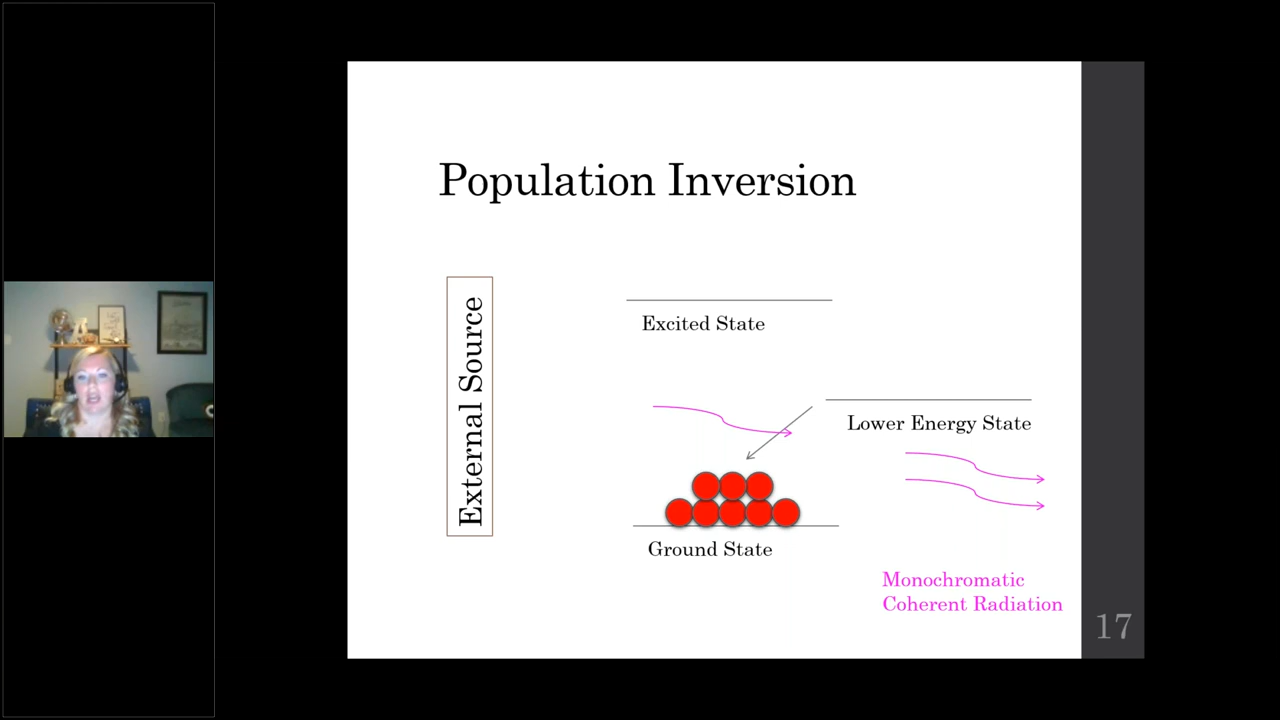 Population Inversion
External Source
Excited State
Lower Energy State
Ground State
Monochromatic
Coherent Radiation
17